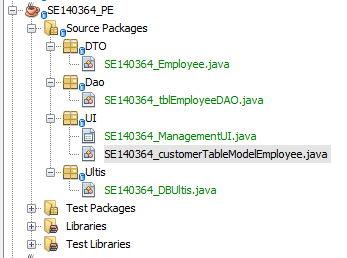 SE140364_PE
Source Packages
DTO
SE140364_Employee.java
Dao
SE140364_tblEmployeeDAO.java
UI
SE140364_ManagementUI.java
SE140364_customerTableModelEmployee.java
Ultis
SE140364_DBUltis.java
Test Packages
Libraries
Test Libraries